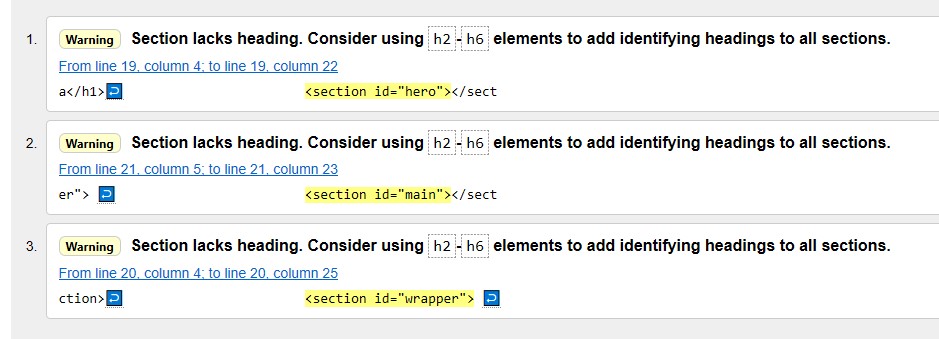 1. Warning Section lacks heading. Consider using h2-h6 elements to add identifying headings to all sections.
From line 19, column 4; to line 19, column 22
a</h1>↩ <section id="hero"></sect
2. Warning Section lacks heading. Consider using h2-h6 elements to add identifying headings to all sections.
From line 21, column 5; to line 21, column 23
er"> ↩ <section id="main"></sect
3. Warning Section lacks heading. Consider using h2-h6 elements to add identifying headings to all sections.
From line 20, column 4; to line 20, column 25
ction>↩ <section id="wrapper"> ↩